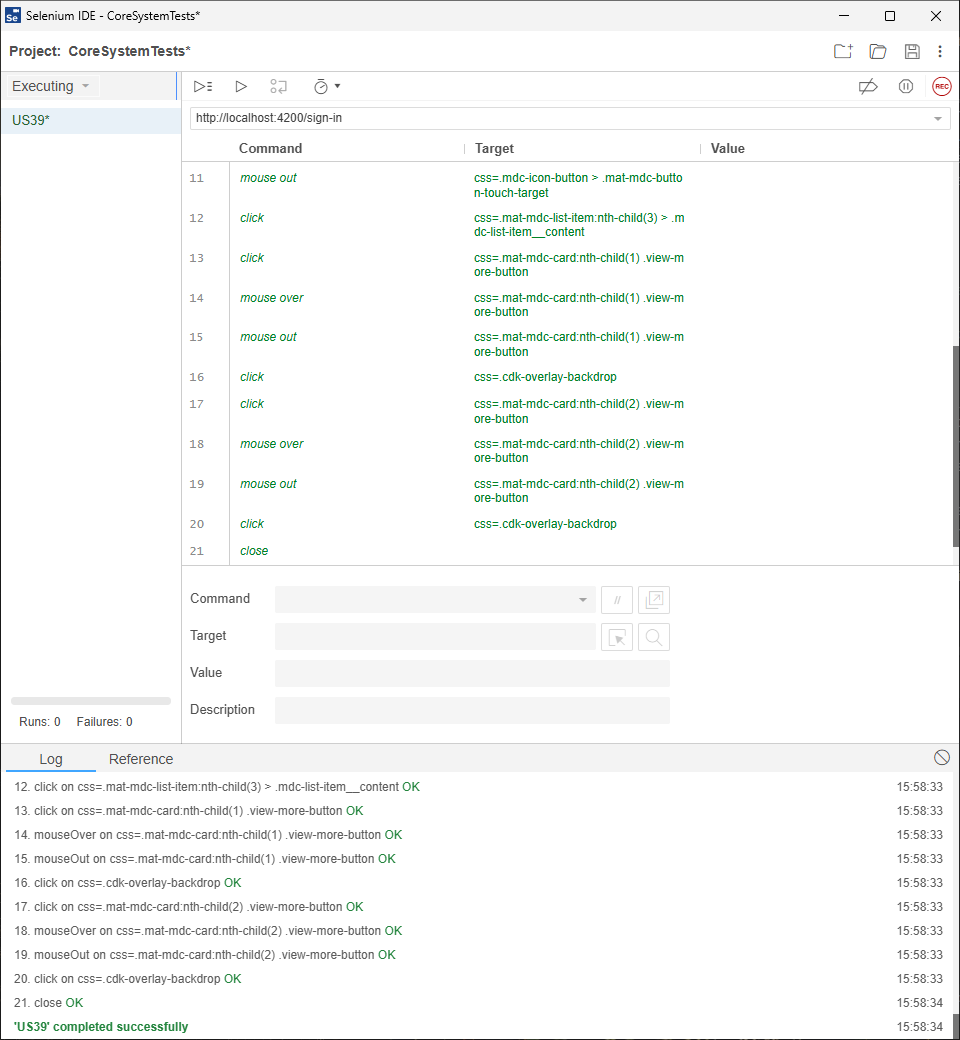 Selenium IDE - CoreSystemTests*
Project: CoreSystemTests*
Executing
REC
US39*
http://localhost:4200/sign-in
Command Target Value
11 mouse out css=.mdc-icon-button > .mat-mdc-butto
n-touch-target
12 click css=.mat-mdc-list-item:nth-child(3) > .m
dc-list-item__content
13 click css=.mat-mdc-card:nth-child(1) .view-m
ore-button
14 mouse over css=.mat-mdc-card:nth-child(1) .view-m
ore-button
15 mouse out css=.mat-mdc-card:nth-child(1) .view-m
ore-button
16 click css=.cdk-overlay-backdrop
17 click css=.mat-mdc-card:nth-child(2) .view-m
ore-button
18 mouse over css=.mat-mdc-card:nth-child(2) .view-m
ore-button
19 mouse out css=.mat-mdc-card:nth-child(2) .view-m
ore-button
20 click css=.cdk-overlay-backdrop
21 close
Command //
Target
Value
Description
Runs: 0 Failures: 0
Log Reference
12. click on css=.mat-mdc-list-item:nth-child(3) > .mdc-list-item__content OK 15:58:33
13. click on css=.mat-mdc-card:nth-child(1) .view-more-button OK 15:58:33
14. mouseOver on css=.mat-mdc-card:nth-child(1) .view-more-button OK 15:58:33
15. mouseOut on css=.mat-mdc-card:nth-child(1) .view-more-button OK 15:58:33
16. click on css=.cdk-overlay-backdrop OK 15:58:33
17. click on css=.mat-mdc-card:nth-child(2) .view-more-button OK 15:58:33
18. mouseOver on css=.mat-mdc-card:nth-child(2) .view-more-button OK 15:58:33
19. mouseOut on css=.mat-mdc-card:nth-child(2) .view-more-button OK 15:58:33
20. click on css=.cdk-overlay-backdrop OK 15:58:33
21. close OK 15:58:34
'US39' completed successfully 15:58:34